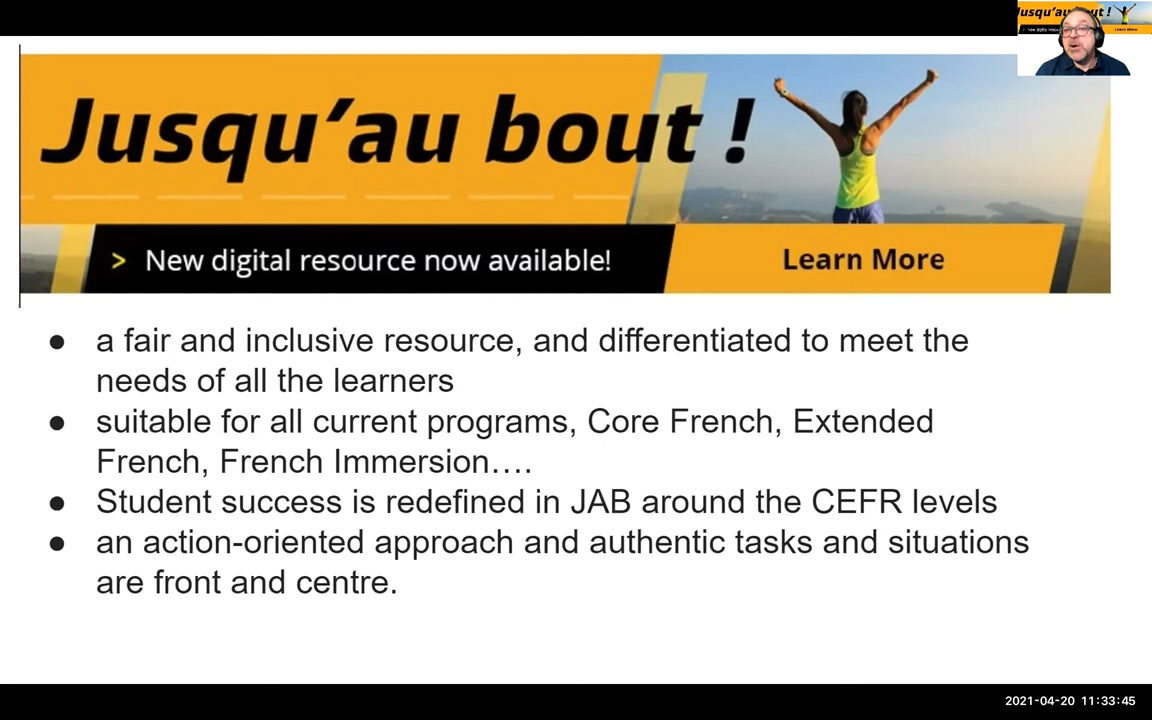 Jusqu'au bout !
> New digital resource now available!
Learn More
● a fair and inclusive resource, and differentiated to meet the
needs of all the learners
● suitable for all current programs, Core French, Extended
French, French Immersion….
● Student success is redefined in JAB around the CEFR levels
● an action-oriented approach and authentic tasks and situations
are front and centre.
2021-04-20 11:33:45